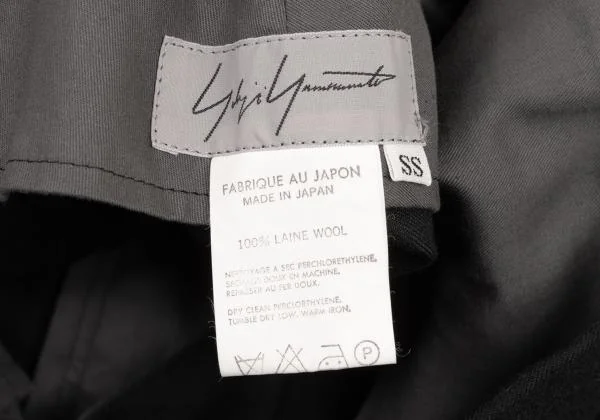 Yohji Yamamoto
SS
FABRIQUE AU JAPON
MADE IN JAPAN
100% LAINE WOOL
NETTOYAGE A SEC PERCHLORETHYLENE.
SECHAGE DOUX EN MACHINE.
REPASSER AU FER DOUX.
DRY CLEAN PERCLORTHYLENE.
TUMBLE DRY LOW. WARM IRON.
P